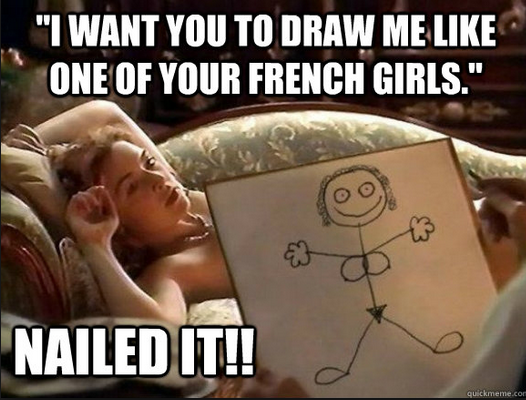 "I WANT YOU TO DRAW ME LIKE
ONE OF YOUR FRENCH GIRLS."
NAILED IT!!
quickmeme.com